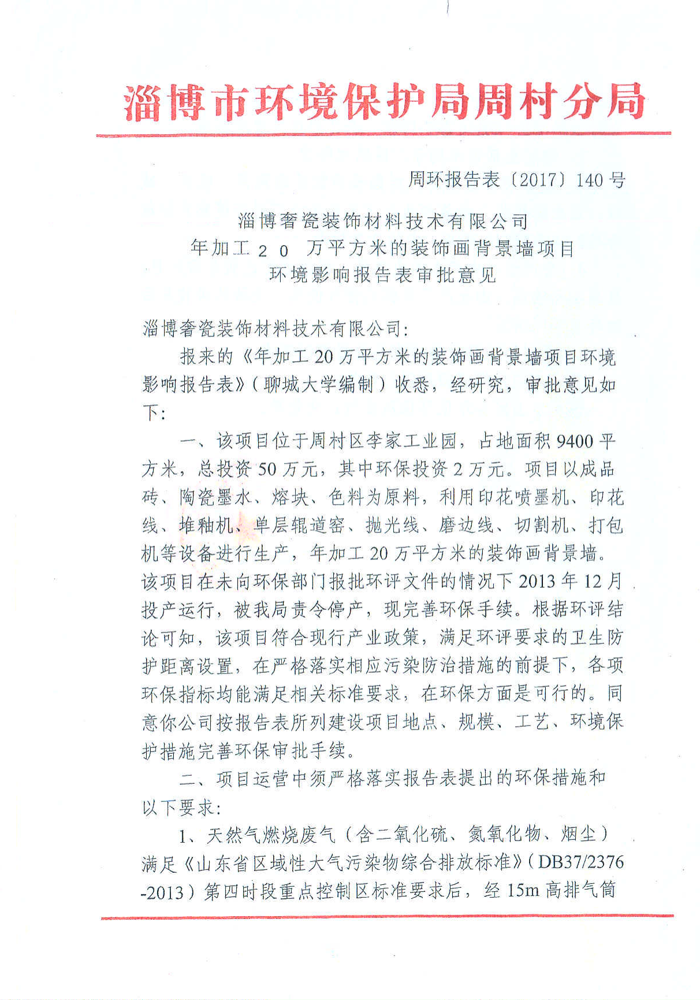 淄博市环境保护局周村分局
周环报告表〔2017〕140号
淄博奢瓷装饰材料技术有限公司
年加工20 万平方米的装饰画背景墙项目
环境影响报告表审批意见
淄博奢瓷装饰材料技术有限公司:
报来的《年加工20万平方米的装饰画背景墙项目环境
影响报告表》(聊城大学编制)收悉，经研究，审批意见如
下:
一、该项目位于周村区李家工业园，占地面积9400平
方米，总投资50万元，其中环保投资2万元。项目以成品
砖、陶瓷墨水、熔块、色料为原料，利用印花喷墨机、印花
线、堆釉机、单层辊道窑、抛光线、磨边线、切割机、打包
机等设备进行生产，年加工20万平方米的装饰画背景墙。
该项目在未向环保部门报批环评文件的情况下2013年12月
投产运行，被我局责令停产，现完善环保手续。根据环评结
论可知，该项目符合现行产业政策，满足环评要求的卫生防
护距离设置，在严格落实相应污染防治措施的前提下，各项
环保指标均能满足相关标准要求，在环保方面是可行的。同
意你公司按报告表所列建设项目地点、规模、工艺、环境保
护措施完善环保审批手续。
二、项目运营中须严格落实报告表提出的环保措施和
以下要求:
1、天然气燃烧废气(含二氧化硫、氮氧化物、烟尘)
满足《山东省区域性大气污染物综合排放标准》(DB37/2376
-2013)第四时段重点控制区标准要求后，经15m高排气筒